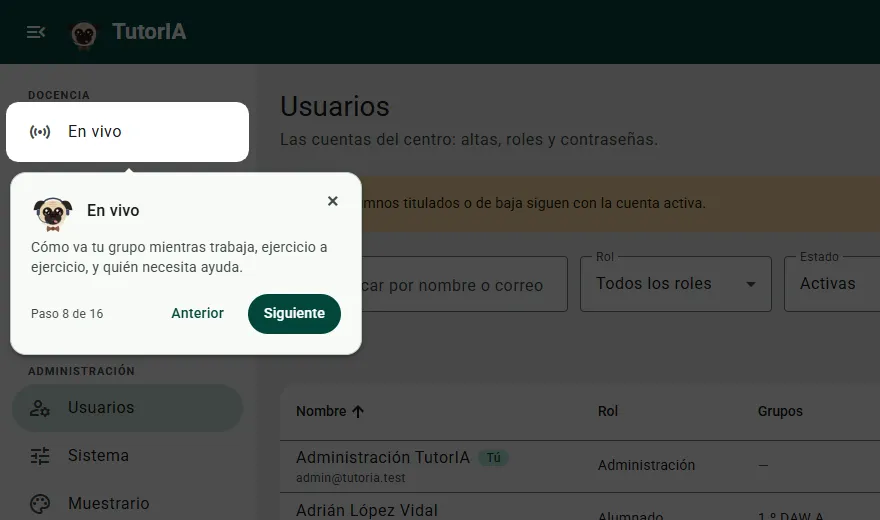 TutorIA
DOCENCIA
En vivo
Usuarios
Las cuentas del centro: altas, roles y contraseñas.
titulados o de baja siguen con la cuenta activa.
En vivo
Cómo va tu grupo mientras trabaja, ejercicio a
ejercicio, y quién necesita ayuda.
Paso 8 de 16
Anterior
Siguiente
por nombre o correo
Rol
Todos los roles
Estado
Activas
ADMINISTRACIÓN
Usuarios
Sistema
Muestrario
Nombre
Rol
Grupos
Administración TutorIA
Tú
admin@tutoria.test
Administración
—
Adrián López Vidal
Alumnado
1.º DAW A